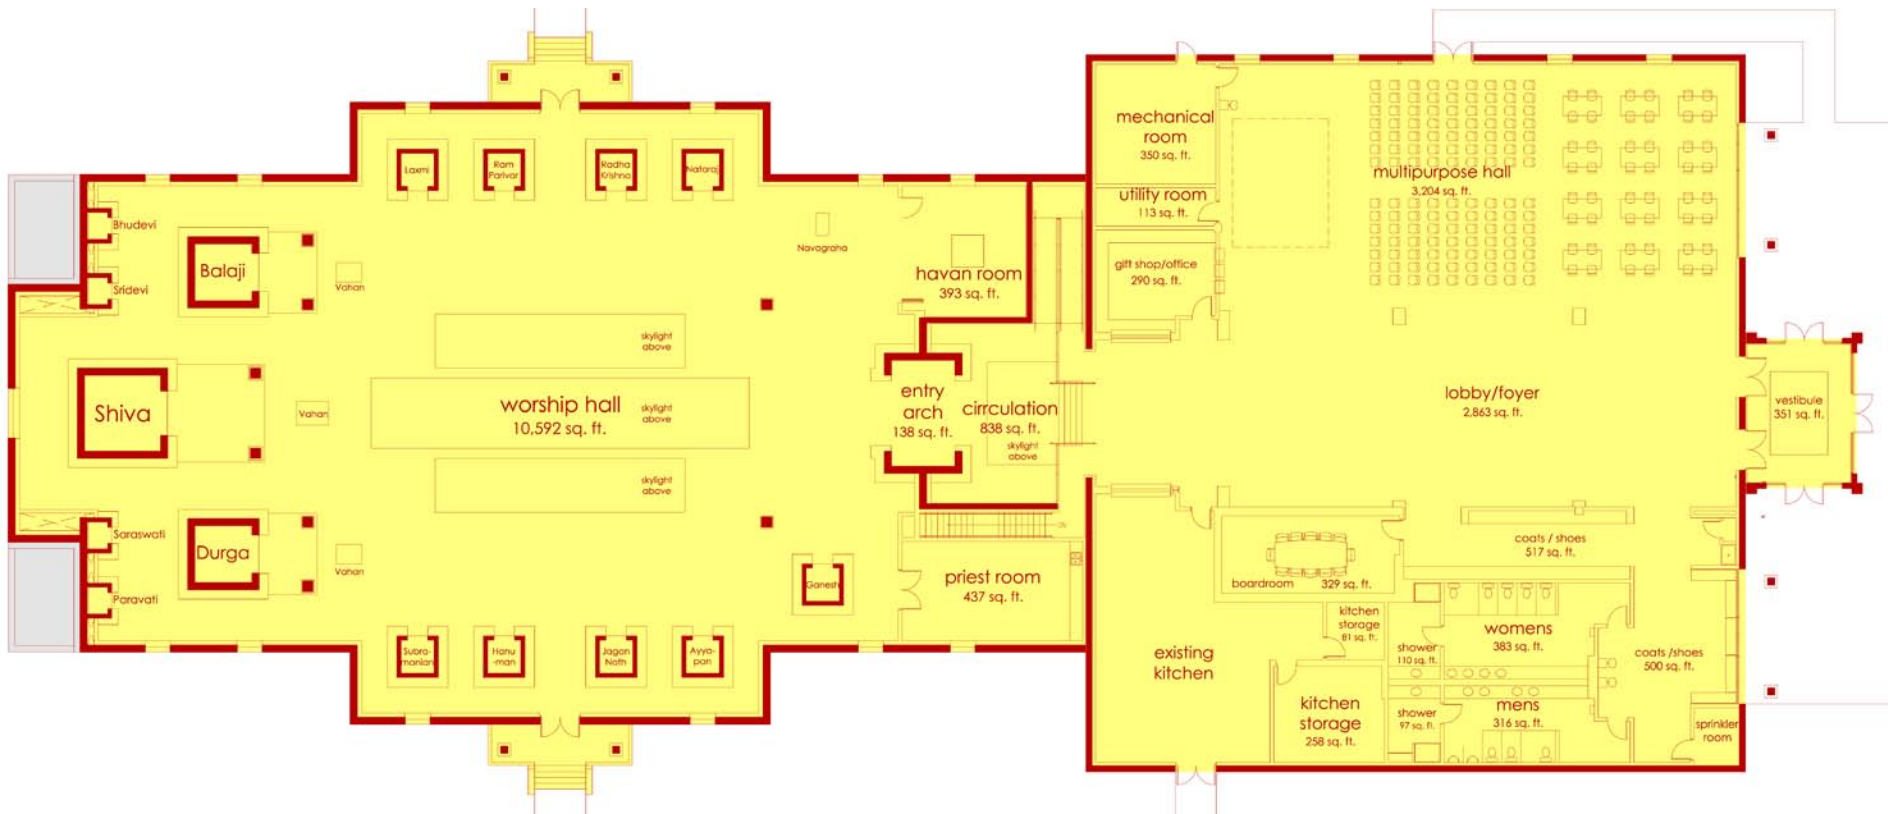 Laxmi
Ram
Parivar
Radha
Krishna
Nataraj
Bhudevi
Balaji
Sridevi
Vahan
Navagraha
havan room
393 sq. ft.
skylight
above
Shiva
Vahan
worship hall
10,592 sq. ft.
skylight
above
entry
arch
138 sq. ft.
cirrculation
838 sq. ft.
skylight
above
skylight
above
Saraswati
Durga
Vahan
Paravati
Ganesh
priest room
437 sq. ft.
Subra-
manian
Hanu
-man
Jagan
Nath
Ayya-
pan
mechanical
room
350 sq. ft.
utility room
113 sq. ft.
gift shop/office
290 sq. ft.
multipurpose hall
3,204 sq. ft.
lobby/foyer
2,863 sq. ft.
vestibule
351 sq. ft.
coats / shoes
517 sq. ft.
boardroom 329 sq. ft.
existing
kitchen
kitchen
storage
81 sq. ft.
kitchen
storage
258 sq. ft.
shower
110 sq. ft.
womens
383 sq. ft.
coats /shoes
500 sq. ft.
shower
97 sq. ft.
mens
316 sq. ft.
sprinkler
room